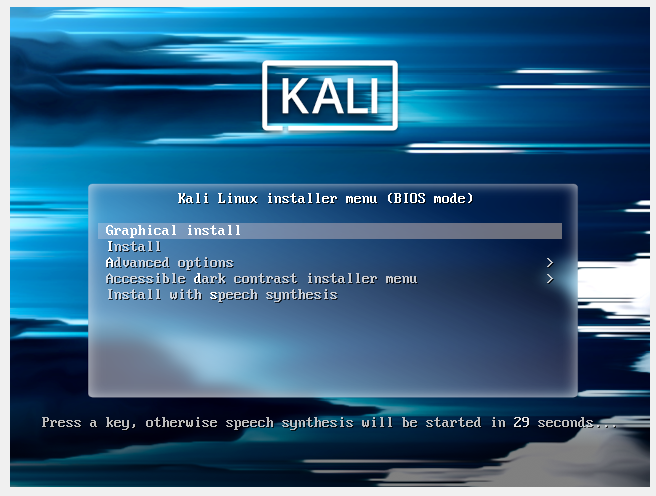 KALI
Kali Linux installer menu (BIOS mode)
Graphical install
Install
Advanced options >
Accessible dark contrast installer menu >
Install with speech synthesis
Press a key, otherwise speech synthesis will be started in 29 seconds...